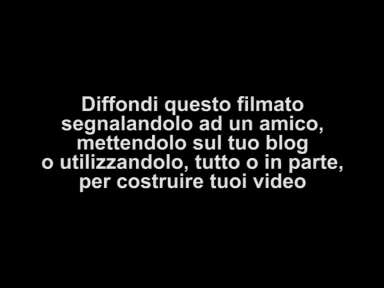 Diffondi questo filmato
segnalandolo ad un amico,
mettendolo sul tuo blog
o utilizzandolo, tutto o in parte,
per costruire tuoi video